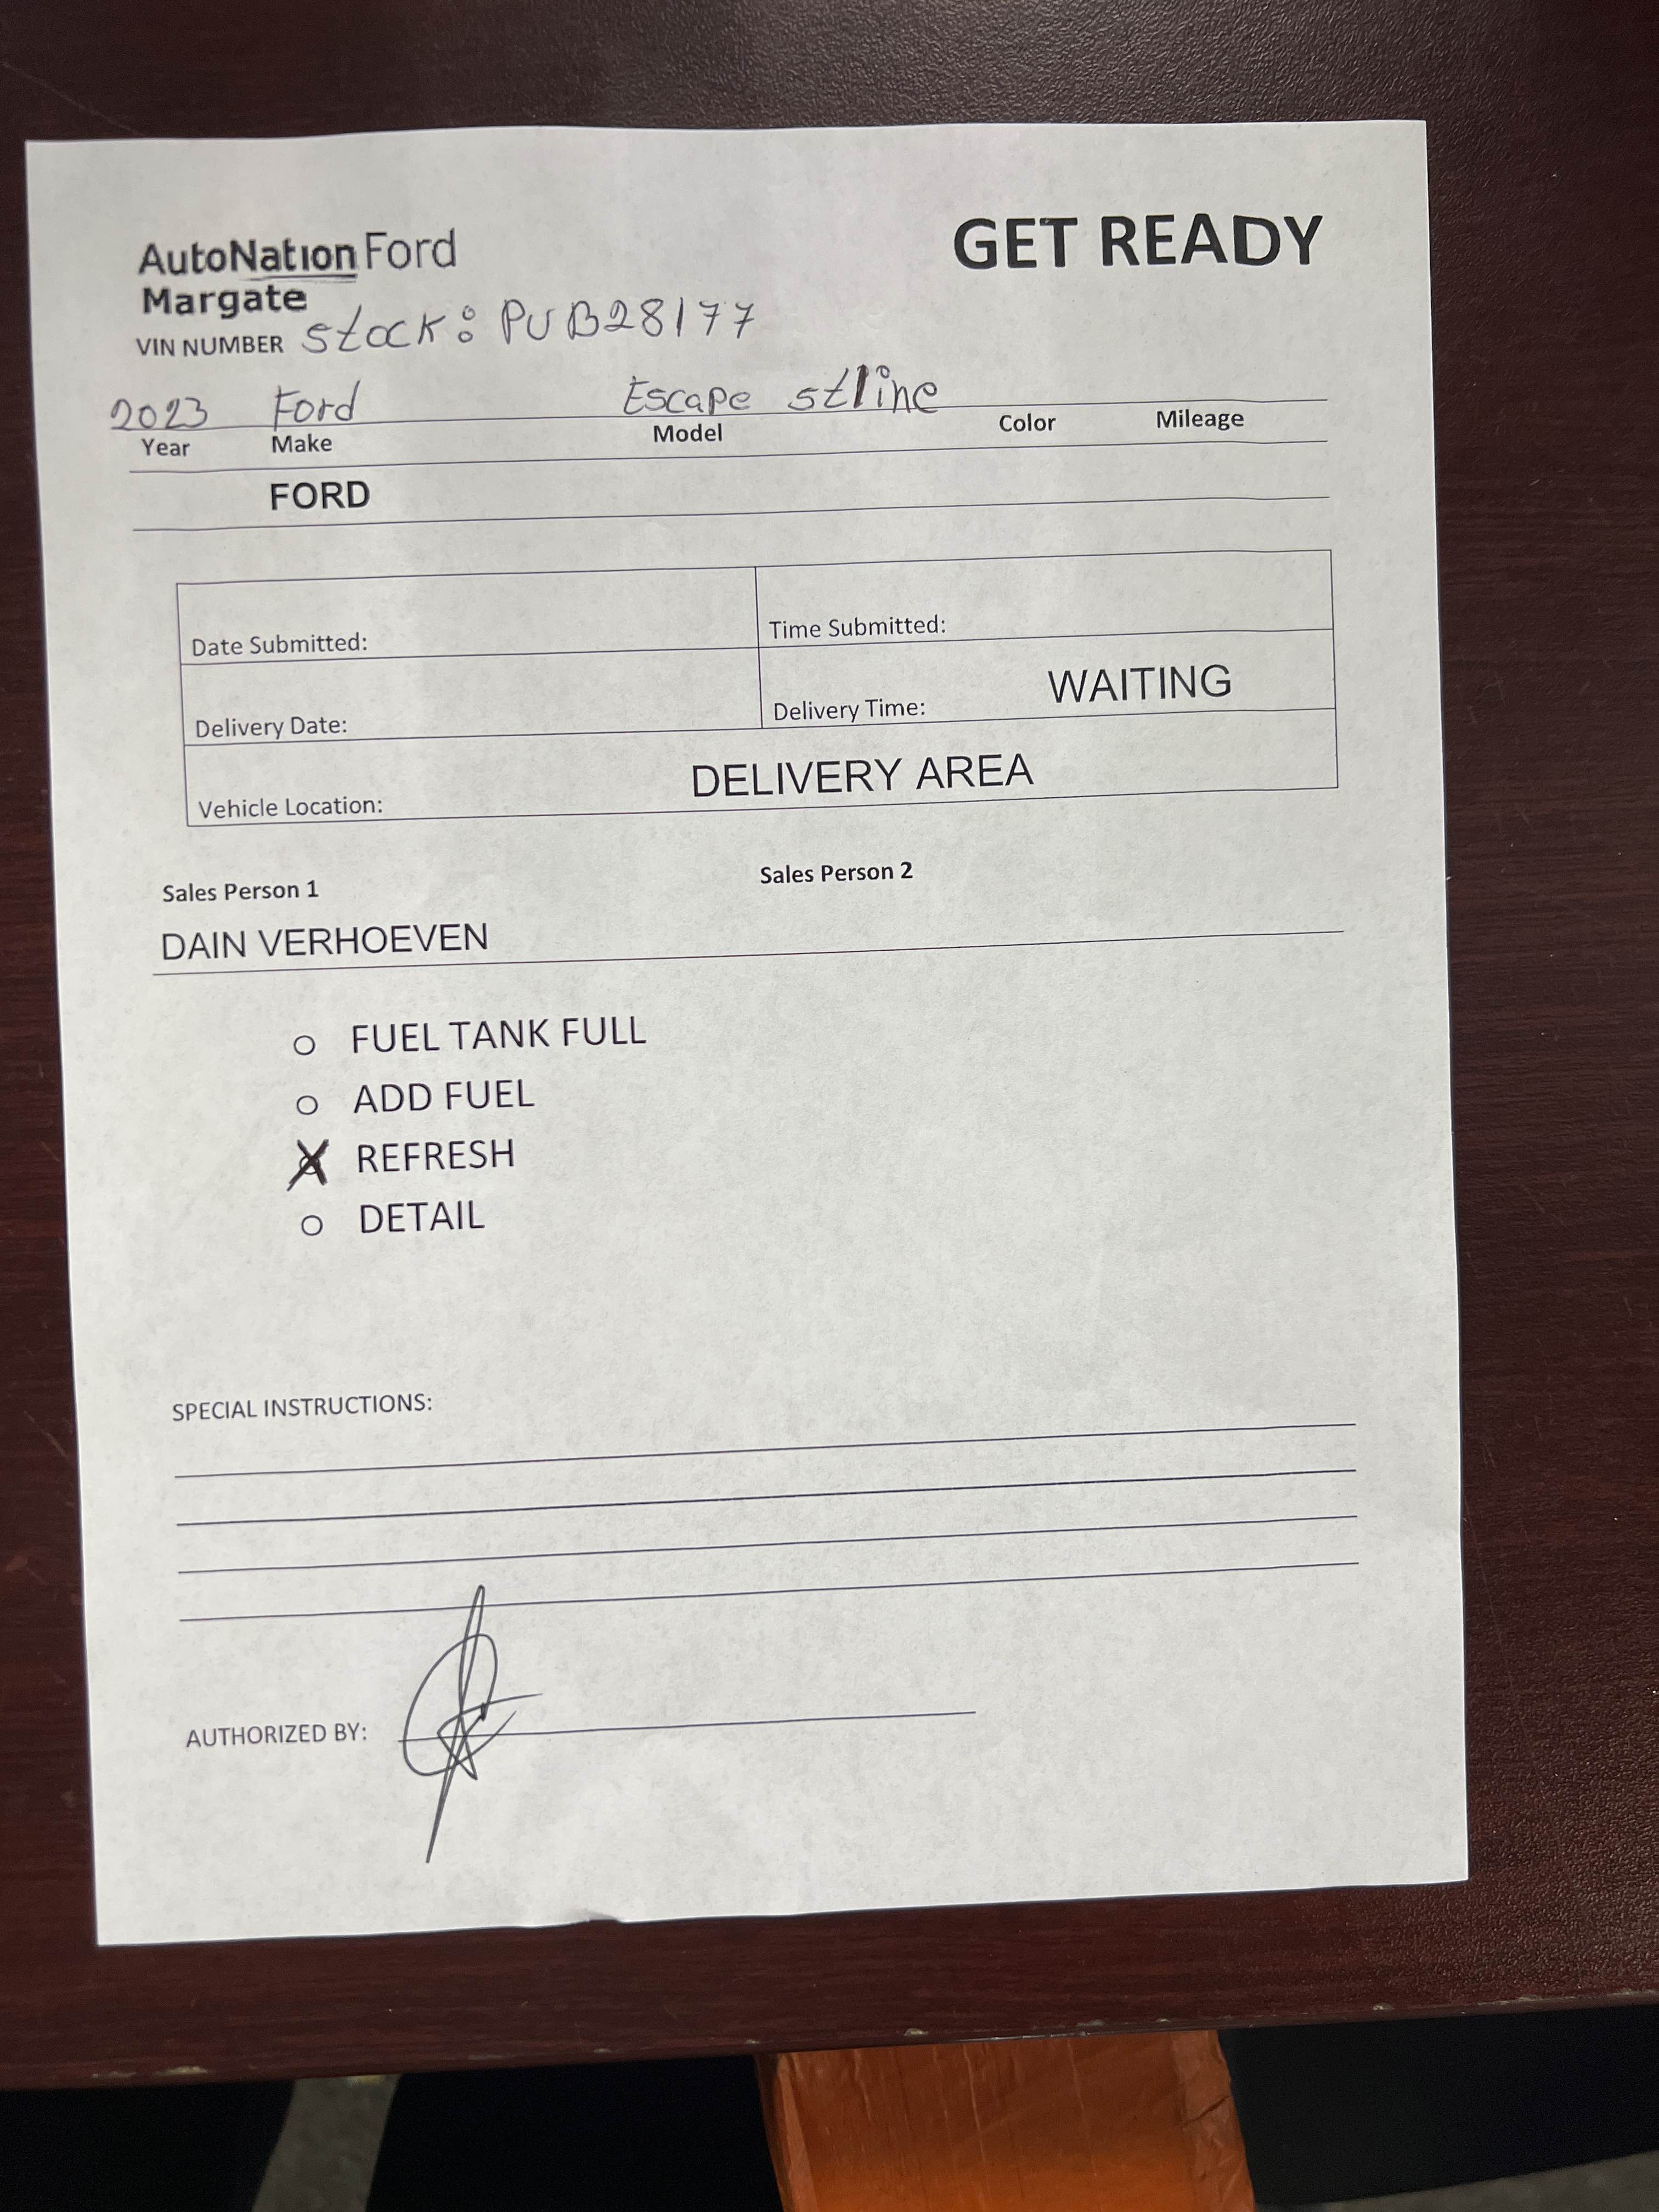 AutoNation Ford
Margate
GET READY
VIN NUMBER stock: PUB28177
2023 Ford Escape stline
Year Make Model Color Mileage
FORD
Date Submitted: Time Submitted:
Delivery Date: Delivery Time: WAITING
Vehicle Location: DELIVERY AREA
Sales Person 1 Sales Person 2
DAIN VERHOEVEN
o FUEL TANK FULL
o ADD FUEL
X REFRESH
o DETAIL
SPECIAL INSTRUCTIONS:
AUTHORIZED BY: